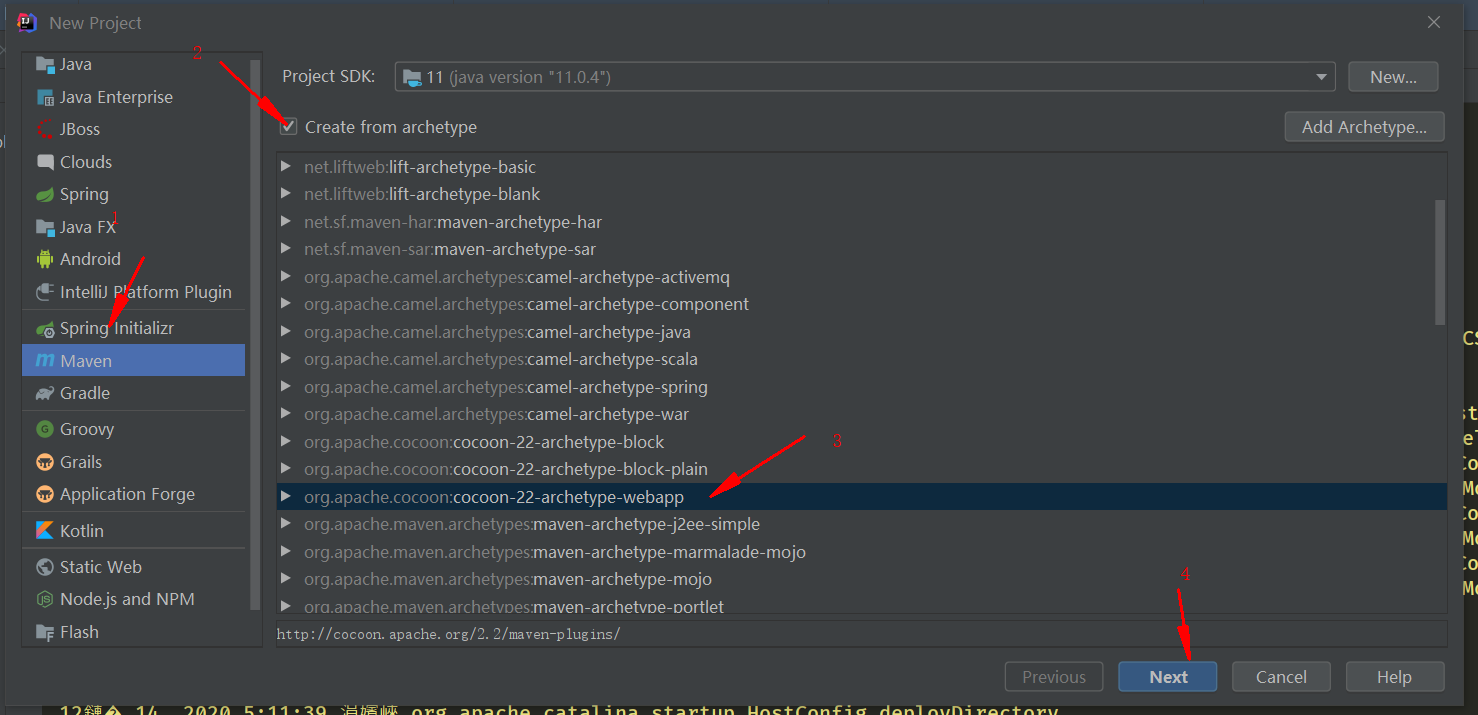 New Project
2
Java
Java Enterprise
JBoss
Clouds
Spring
1
Java FX
Android
IntelliJ Platform Plugin
Spring Initializr
Maven
Gradle
Groovy
Grails
Application Forge
Kotlin
Static Web
Node.js and NPM
Flash
Project SDK:
11 (java version "11.0.4")
New...
Create from archetype
Add Archetype...
net.liftweb:lift-archetype-basic
net.liftweb:lift-archetype-blank
net.sf.maven-har:maven-archetype-har
net.sf.maven-sar:maven-archetype-sar
org.apache.camel.archetypes:camel-archetype-activemq
org.apache.camel.archetypes:camel-archetype-component
org.apache.camel.archetypes:camel-archetype-java
org.apache.camel.archetypes:camel-archetype-scala
org.apache.camel.archetypes:camel-archetype-spring
org.apache.camel.archetypes:camel-archetype-war
org.apache.cocoon:cocoon-22-archetype-block
3
org.apache.cocoon:cocoon-22-archetype-block-plain
org.apache.cocoon:cocoon-22-archetype-webapp
org.apache.maven.archetypes:maven-archetype-j2ee-simple
org.apache.maven.archetypes:maven-archetype-marmalade-mojo
org.apache.maven.archetypes:maven-archetype-mojo
4
org.apache.maven.archetypes:maven-archetype-portlet
http://cocoon.apache.org/2.2/maven-plugins/
Previous
Next
Cancel
Help
14, 2020 5:11:39 org.apache.catalina.startup.HostConfig deployDirectory